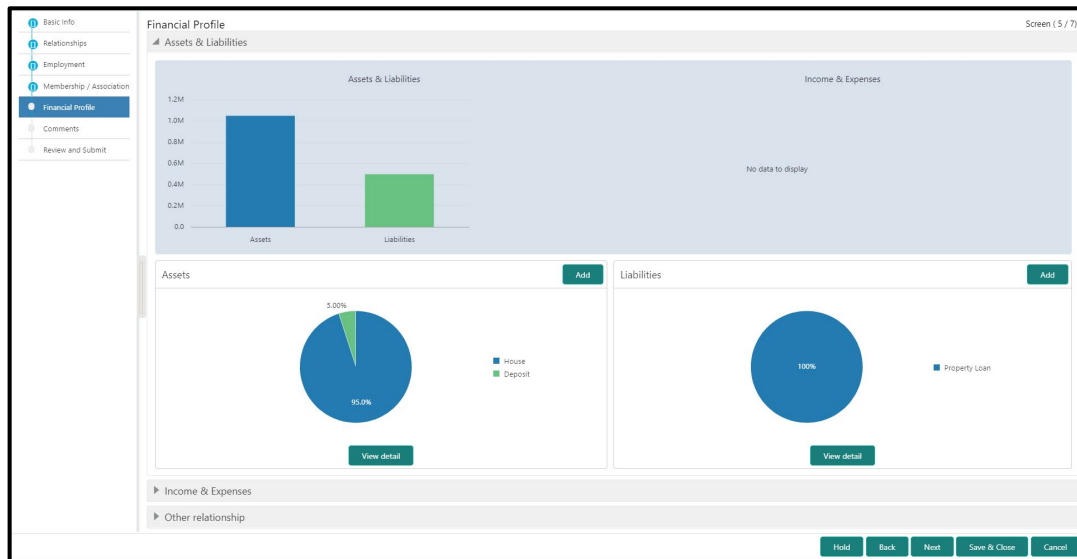 Basic Info
Relationships
Employment
Membership / Association
Financial Profile
Comments
Review and Submit
Financial Profile
Screen ( 5 / 7)
Assets & Liabilities
Assets & Liabilities
1.2M
1.0M
0.8M
0.6M
0.4M
0.2M
0.0
Assets
Liabilities
Income & Expenses
No data to display
Assets
Add
5.00%
95.0%
House
Deposit
View detail
Liabilities
Add
100%
Property Loan
View detail
Income & Expenses
Other relationship
Hold
Back
Next
Save & Close
Cancel